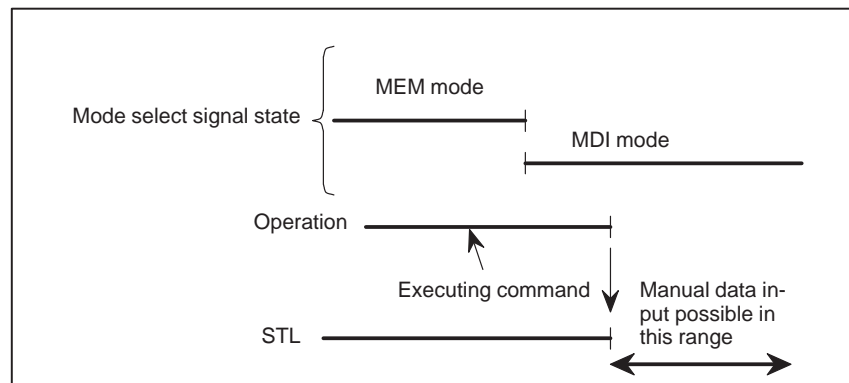 MEM mode
Mode select signal state
MDI mode
Operation
Executing command
Manual data in-
put possible in
this range
STL